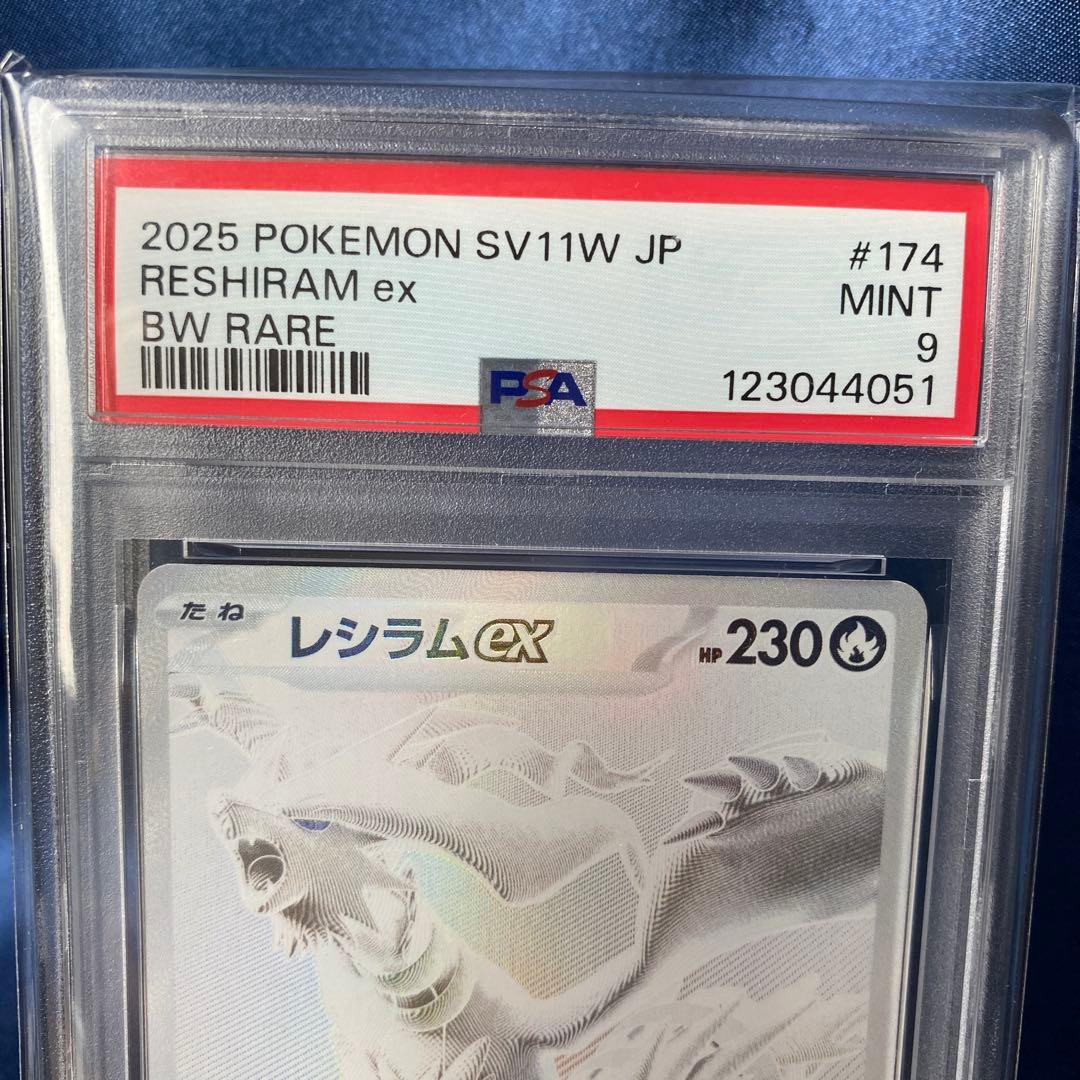 2025 POKEMON SV11W JP #174
RESHIRAM ex MINT
BW RARE 9
PSA 123044051
たね レシラムex HP230